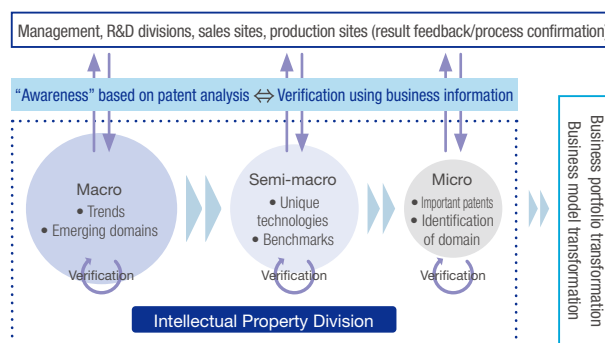 Management, R&D divisions, sales sites, production sites (result feedback/process confirmation)
“Awareness” based on patent analysis ⇔ Verification using business information
Macro
• Trends
• Emerging domains
Verification
Semi-macro
• Unique
technologies
• Benchmarks
Verification
Micro
• Important patents
• Identification
of domain
Verification
Intellectual Property Division
Business portfolio transformation
Business model transformation